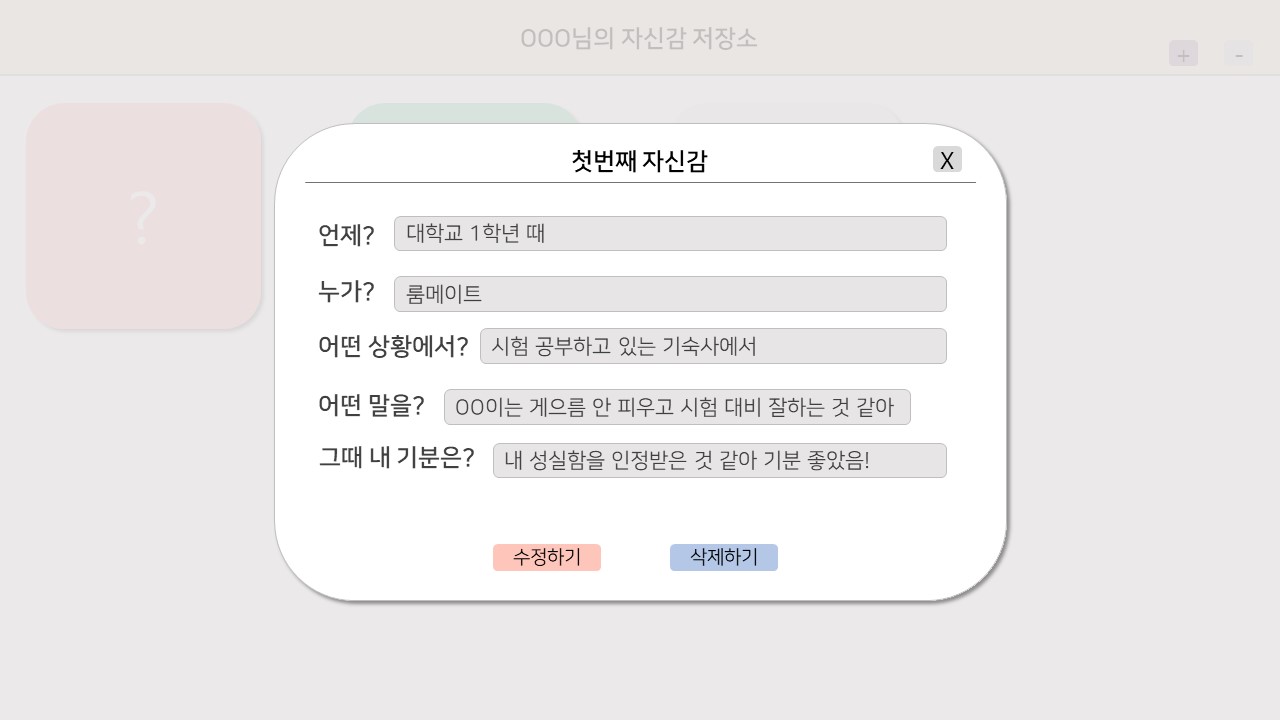 OOO님의 자신감 저장소
+ -
?
첫번째 자신감 X
언제? 대학교 1학년 때
누가? 룸메이트
어떤 상황에서? 시험 공부하고 있는 기숙사에서
어떤 말을? OO이는 게으름 안 피우고 시험 대비 잘하는 것 같아
그때 내 기분은? 내 성실함을 인정받은 것 같아 기분 좋았음!
수정하기 삭제하기